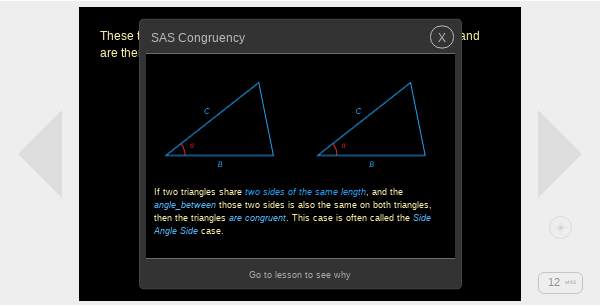 These
and
are the
SAS Congruency
X
C
C
α
α
B
B
If two triangles share two sides of the same length, and the
angle_between those two sides is also the same on both triangles,
then the triangles are congruent. This case is often called the Side
Angle Side case.
Go to lesson to see why
12